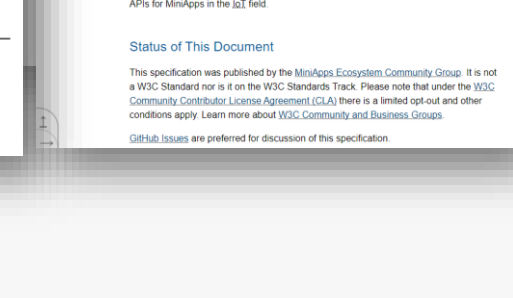 APIs for MiniApps in the IoT field.
Status of This Document
This specification was published by the MiniApps Ecosystem Community Group. It is not
a W3C Standard nor is it on the W3C Standards Track. Please note that under the W3C
Community Contributor License Agreement (CLA) there is a limited opt-out and other
conditions apply. Learn more about W3C Community and Business Groups.
GitHub Issues are preferred for discussion of this specification.